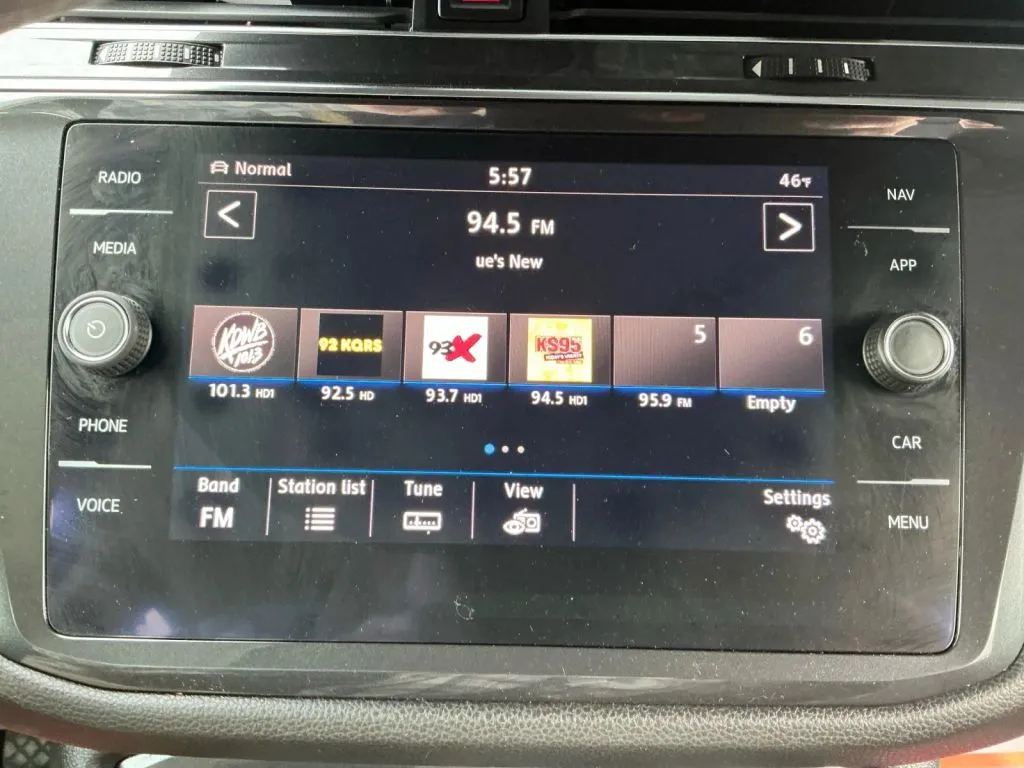 RADIO
MEDIA
PHONE
VOICE
Normal
5:57
46°F
94.5 FM
ue's New
KDWB
101.3
92 KQRS
93X
KS95
5
6
101.3 HD1
92.5 HD
93.7 HD1
94.5 HD1
95.9 FM
Empty
Band
FM
Station list
Tune
View
Settings
NAV
APP
CAR
MENU